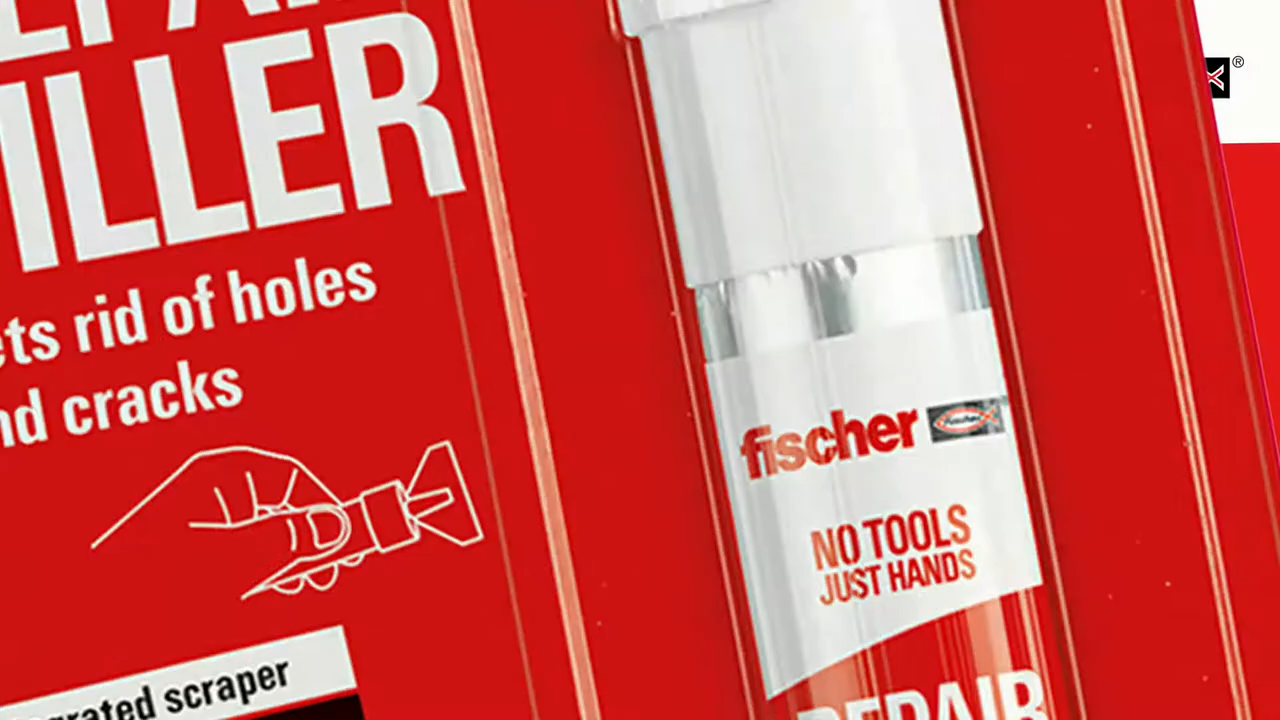 ILLER
ets rid of holes
nd cracks
grated scraper
fischer
NO TOOLS
JUST HANDS
REPAIR
®